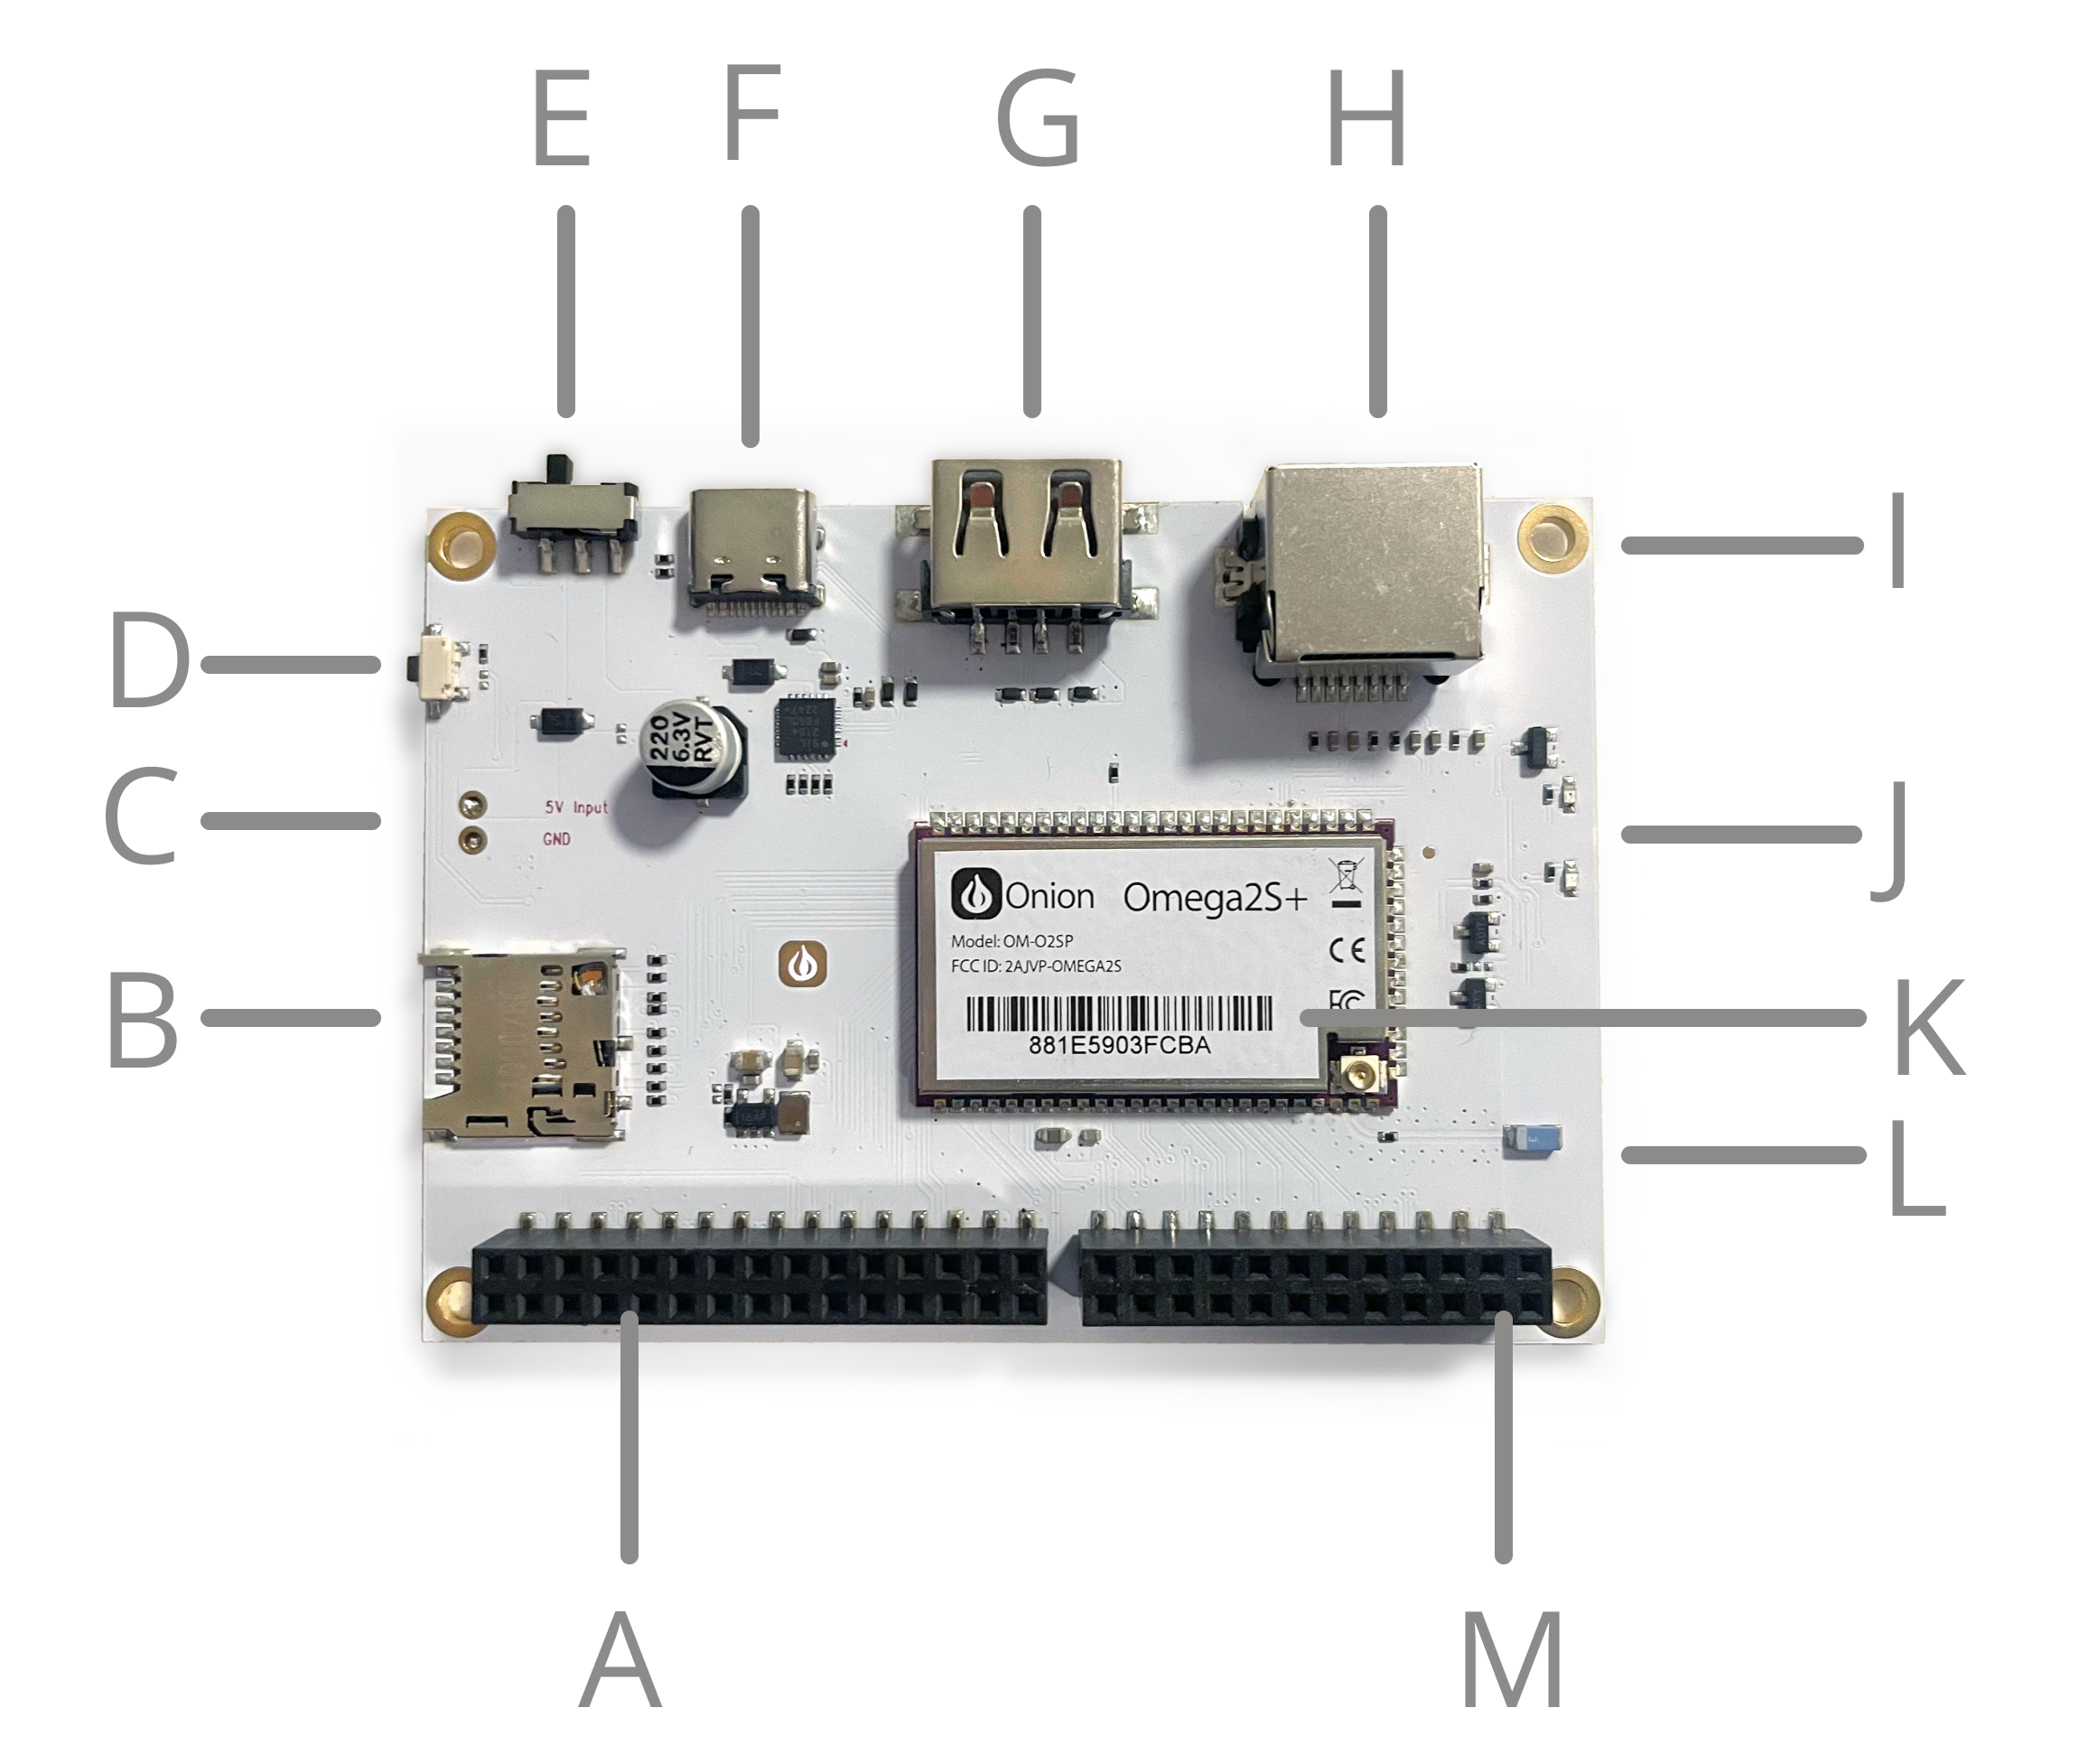 E
F
G
H
I
D
220
6.3V
RVT
C
5V Input
GND
J
Onion Omega2S+
Model: OM-O2SP
FCC ID: 2AJVP-OMEGA2S
CE
B
FC
K
881E5903FCBA
L
A
M